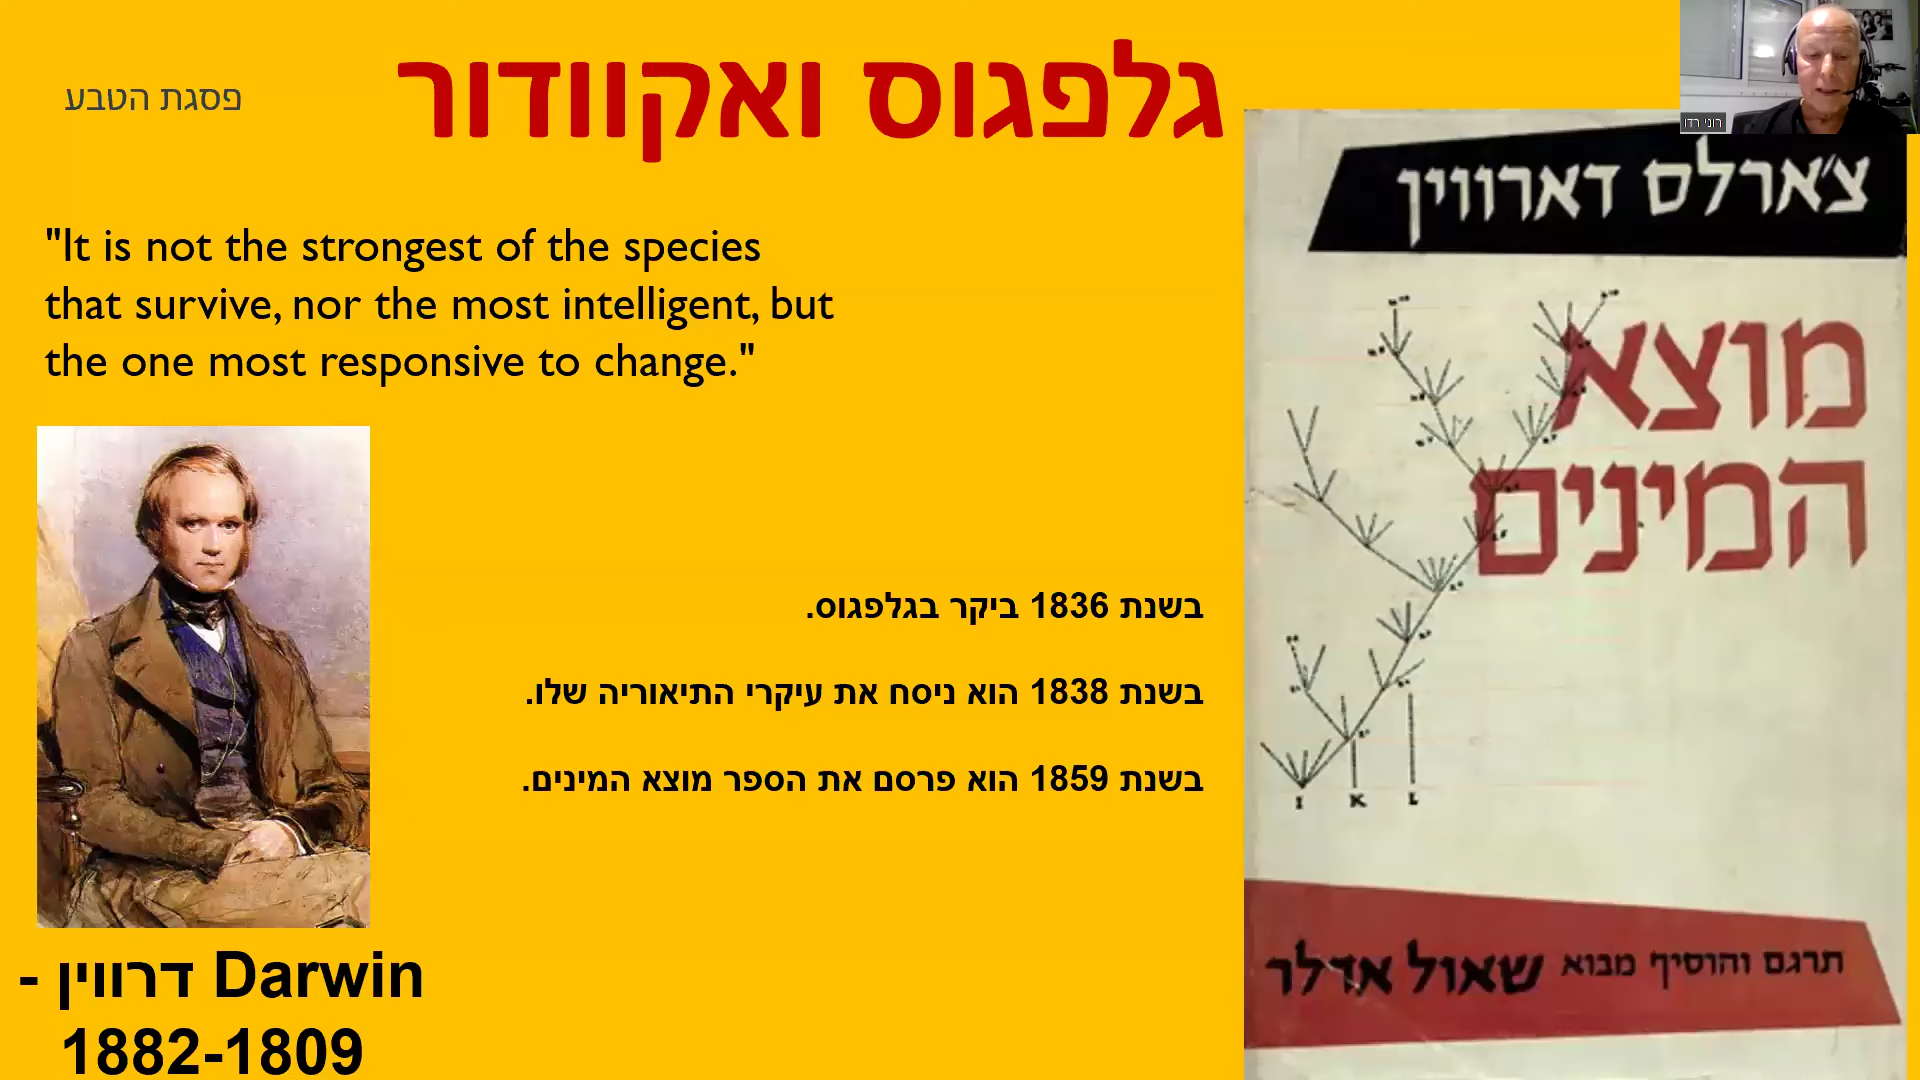 גלפגוס ואקוודור
פסגת הטבע
רוני רדו
"It is not the strongest of the species
that survive, nor the most intelligent, but
the one most responsive to change."
בשנת 1836 ביקר בגלפגוס.
בשנת 1838 הוא ניסח את עיקרי התיאוריה שלו.
בשנת 1859 הוא פרסם את הספר מוצא המינים.
Darwin דרווין -
1882-1809
צ'ארלס דארווין
מוצא
המינים
I K L
תרגם והוסיף מבוא שאול אדלר